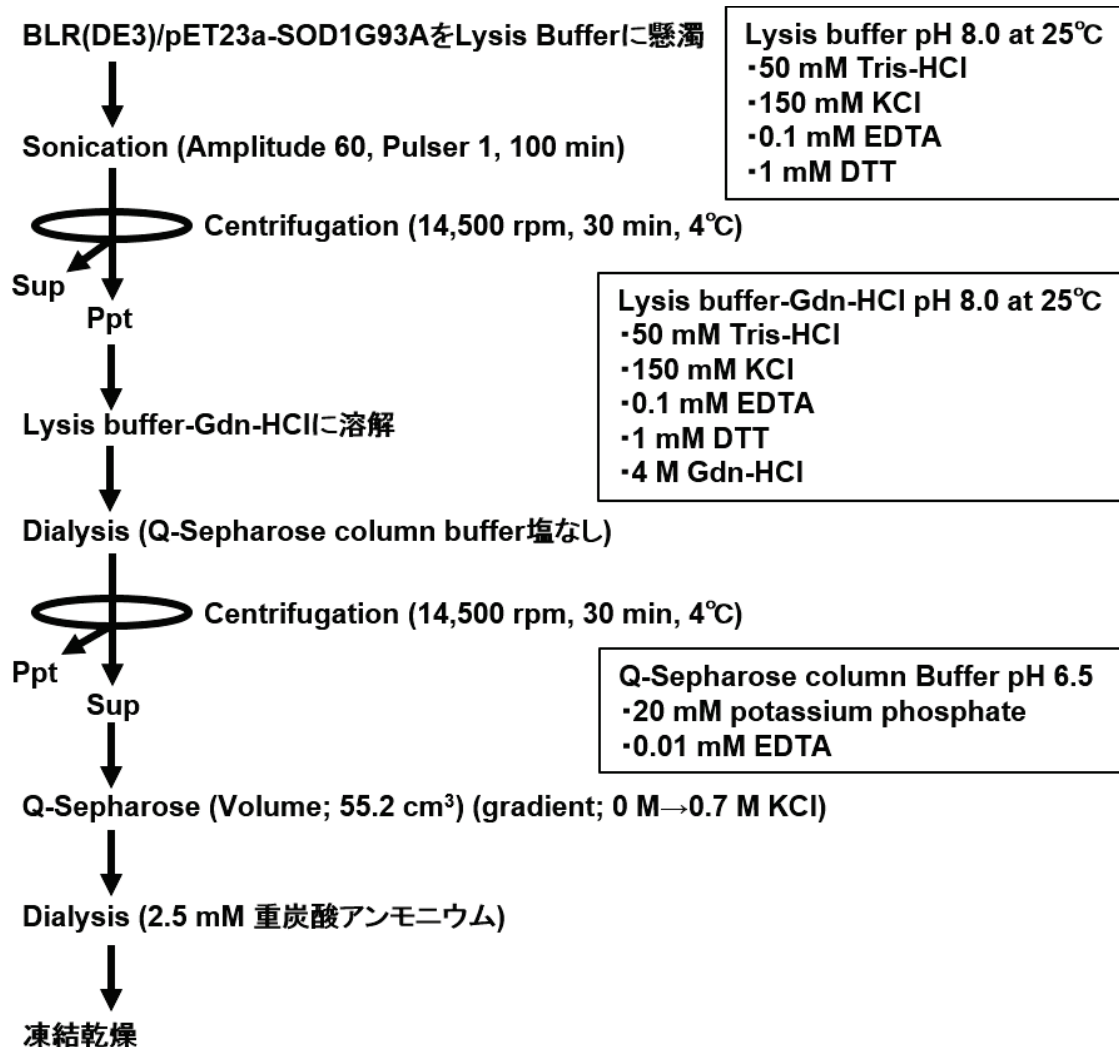 BLR(DE3)/pET23a-SOD1G93AをLysis Bufferに懸濁
Lysis buffer pH 8.0 at 25℃
・50 mM Tris-HCl
・150 mM KCl
・0.1 mM EDTA
・1 mM DTT
Sonication (Amplitude 60, Pulser 1, 100 min)
Centrifugation (14,500 rpm, 30 min, 4℃)
Sup
Ppt
Lysis buffer-Gdn-HCl pH 8.0 at 25℃
・50 mM Tris-HCl
・150 mM KCl
・0.1 mM EDTA
・1 mM DTT
・4 M Gdn-HCl
Lysis buffer-Gdn-HClに溶解
Dialysis (Q-Sepharose column buffer塩なし)
Centrifugation (14,500 rpm, 30 min, 4℃)
Ppt
Sup
Q-Sepharose column Buffer pH 6.5
・20 mM potassium phosphate
・0.01 mM EDTA
Q-Sepharose (Volume; 55.2 cm³) (gradient; 0 M→0.7 M KCl)
Dialysis (2.5 mM 重炭酸アンモニウム)
凍結乾燥